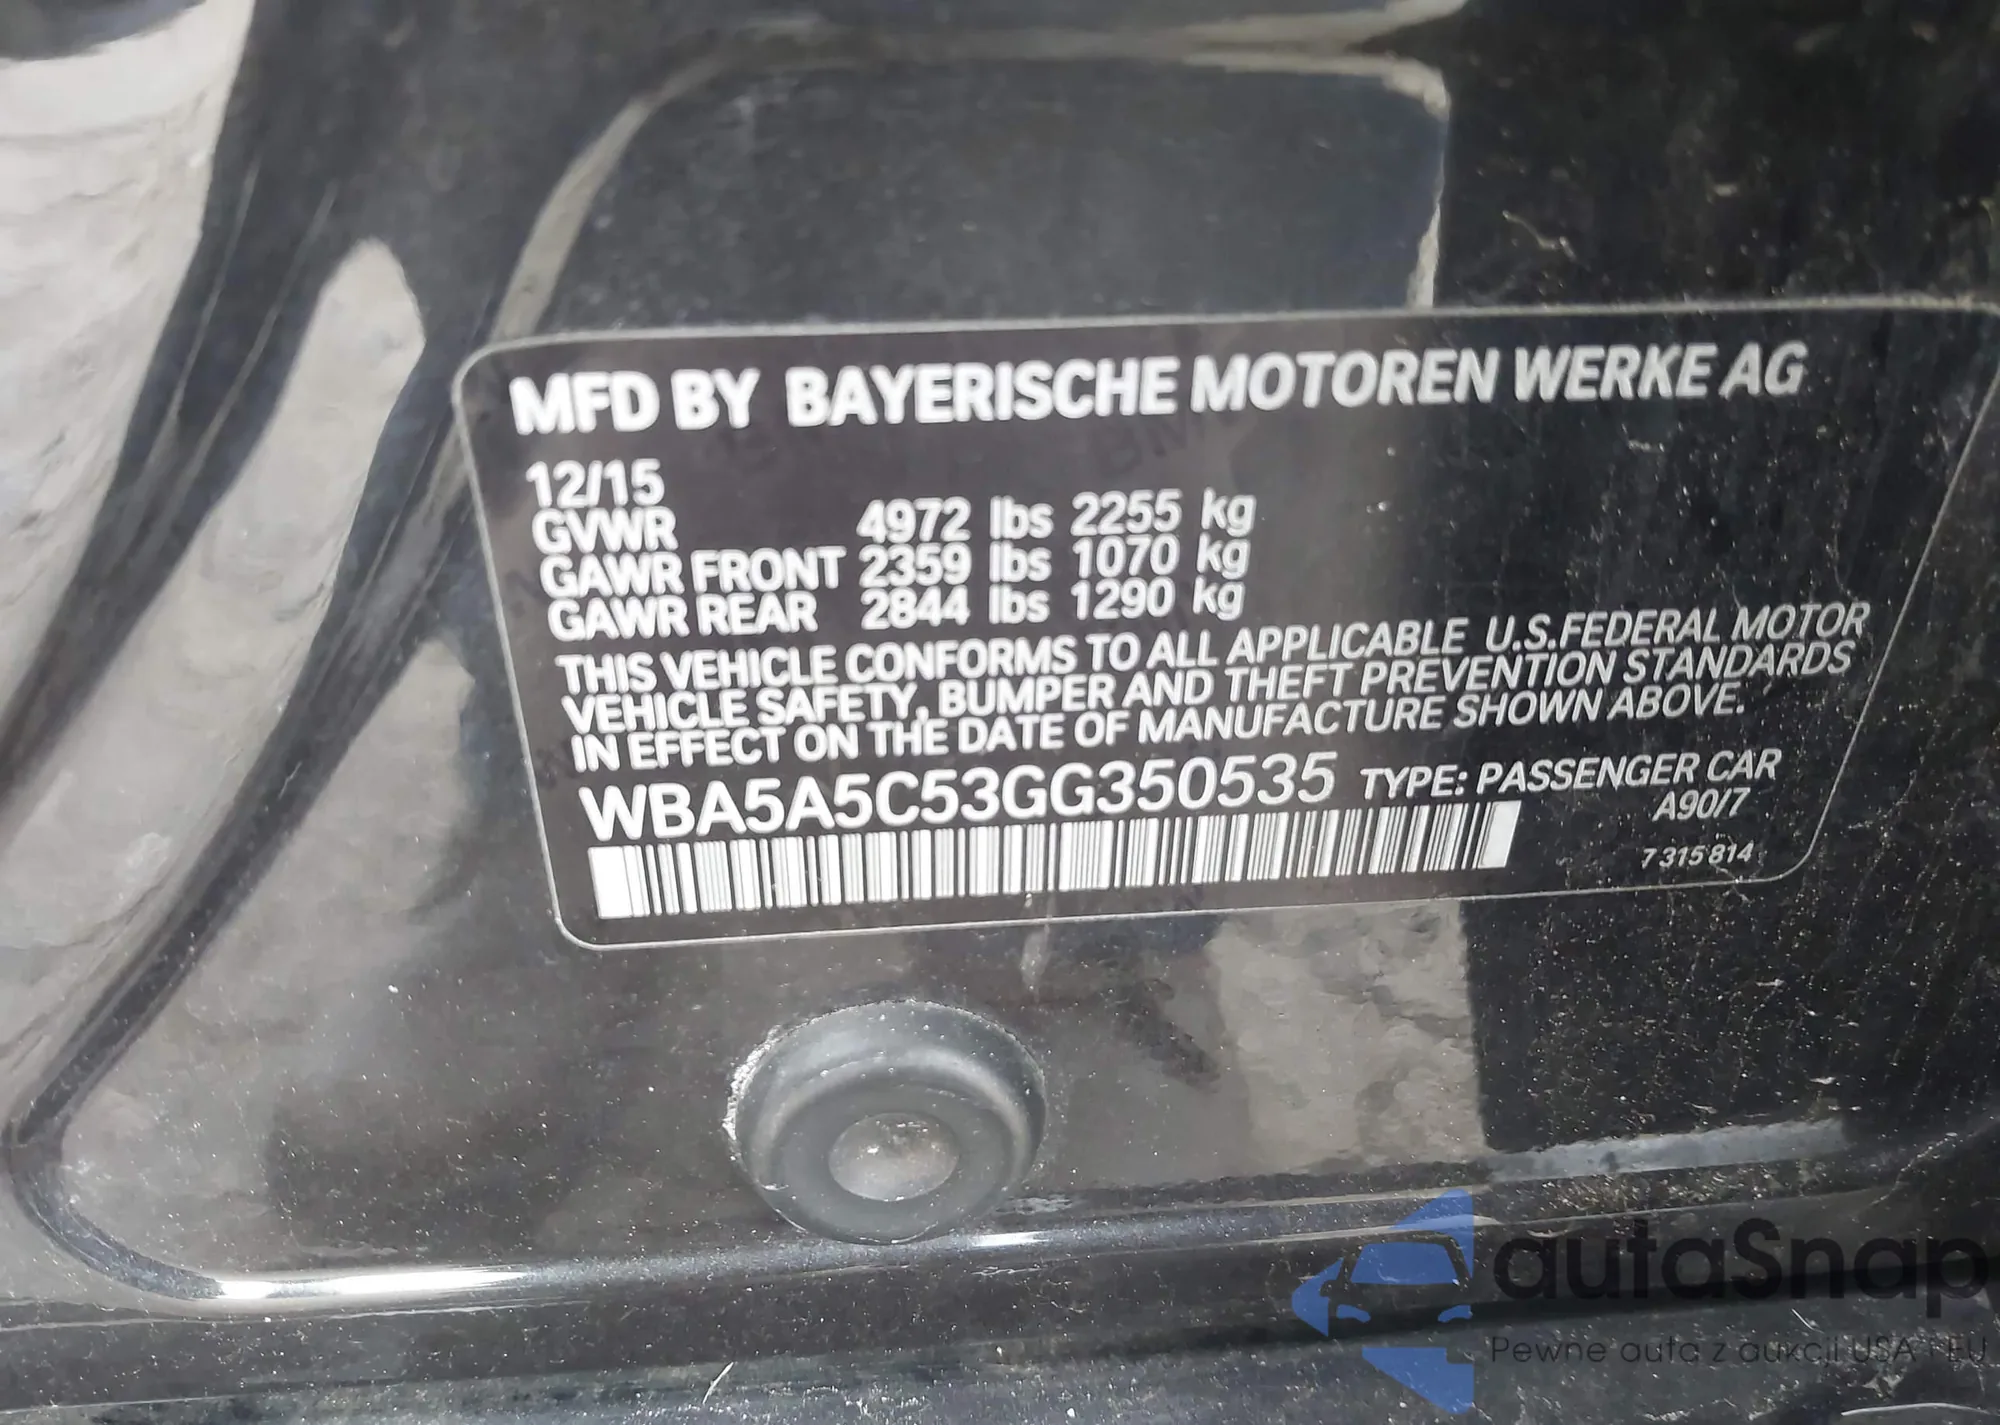 MFD BY BAYERISCHE MOTOREN WERKE AG
12/15
GVWR 4972 lbs 2255 kg
GAWR FRONT 2359 lbs 1070 kg
GAWR REAR 2844 lbs 1290 kg
THIS VEHICLE CONFORMS TO ALL APPLICABLE U.S.FEDERAL MOTOR
VEHICLE SAFETY, BUMPER AND THEFT PREVENTION STANDARDS
IN EFFECT ON THE DATE OF MANUFACTURE SHOWN ABOVE.
WBA5A5C53GG350535 TYPE: PASSENGER CAR
A90/7
7 315 814
autaSnap
Pewne auta z aukcji USA i EU